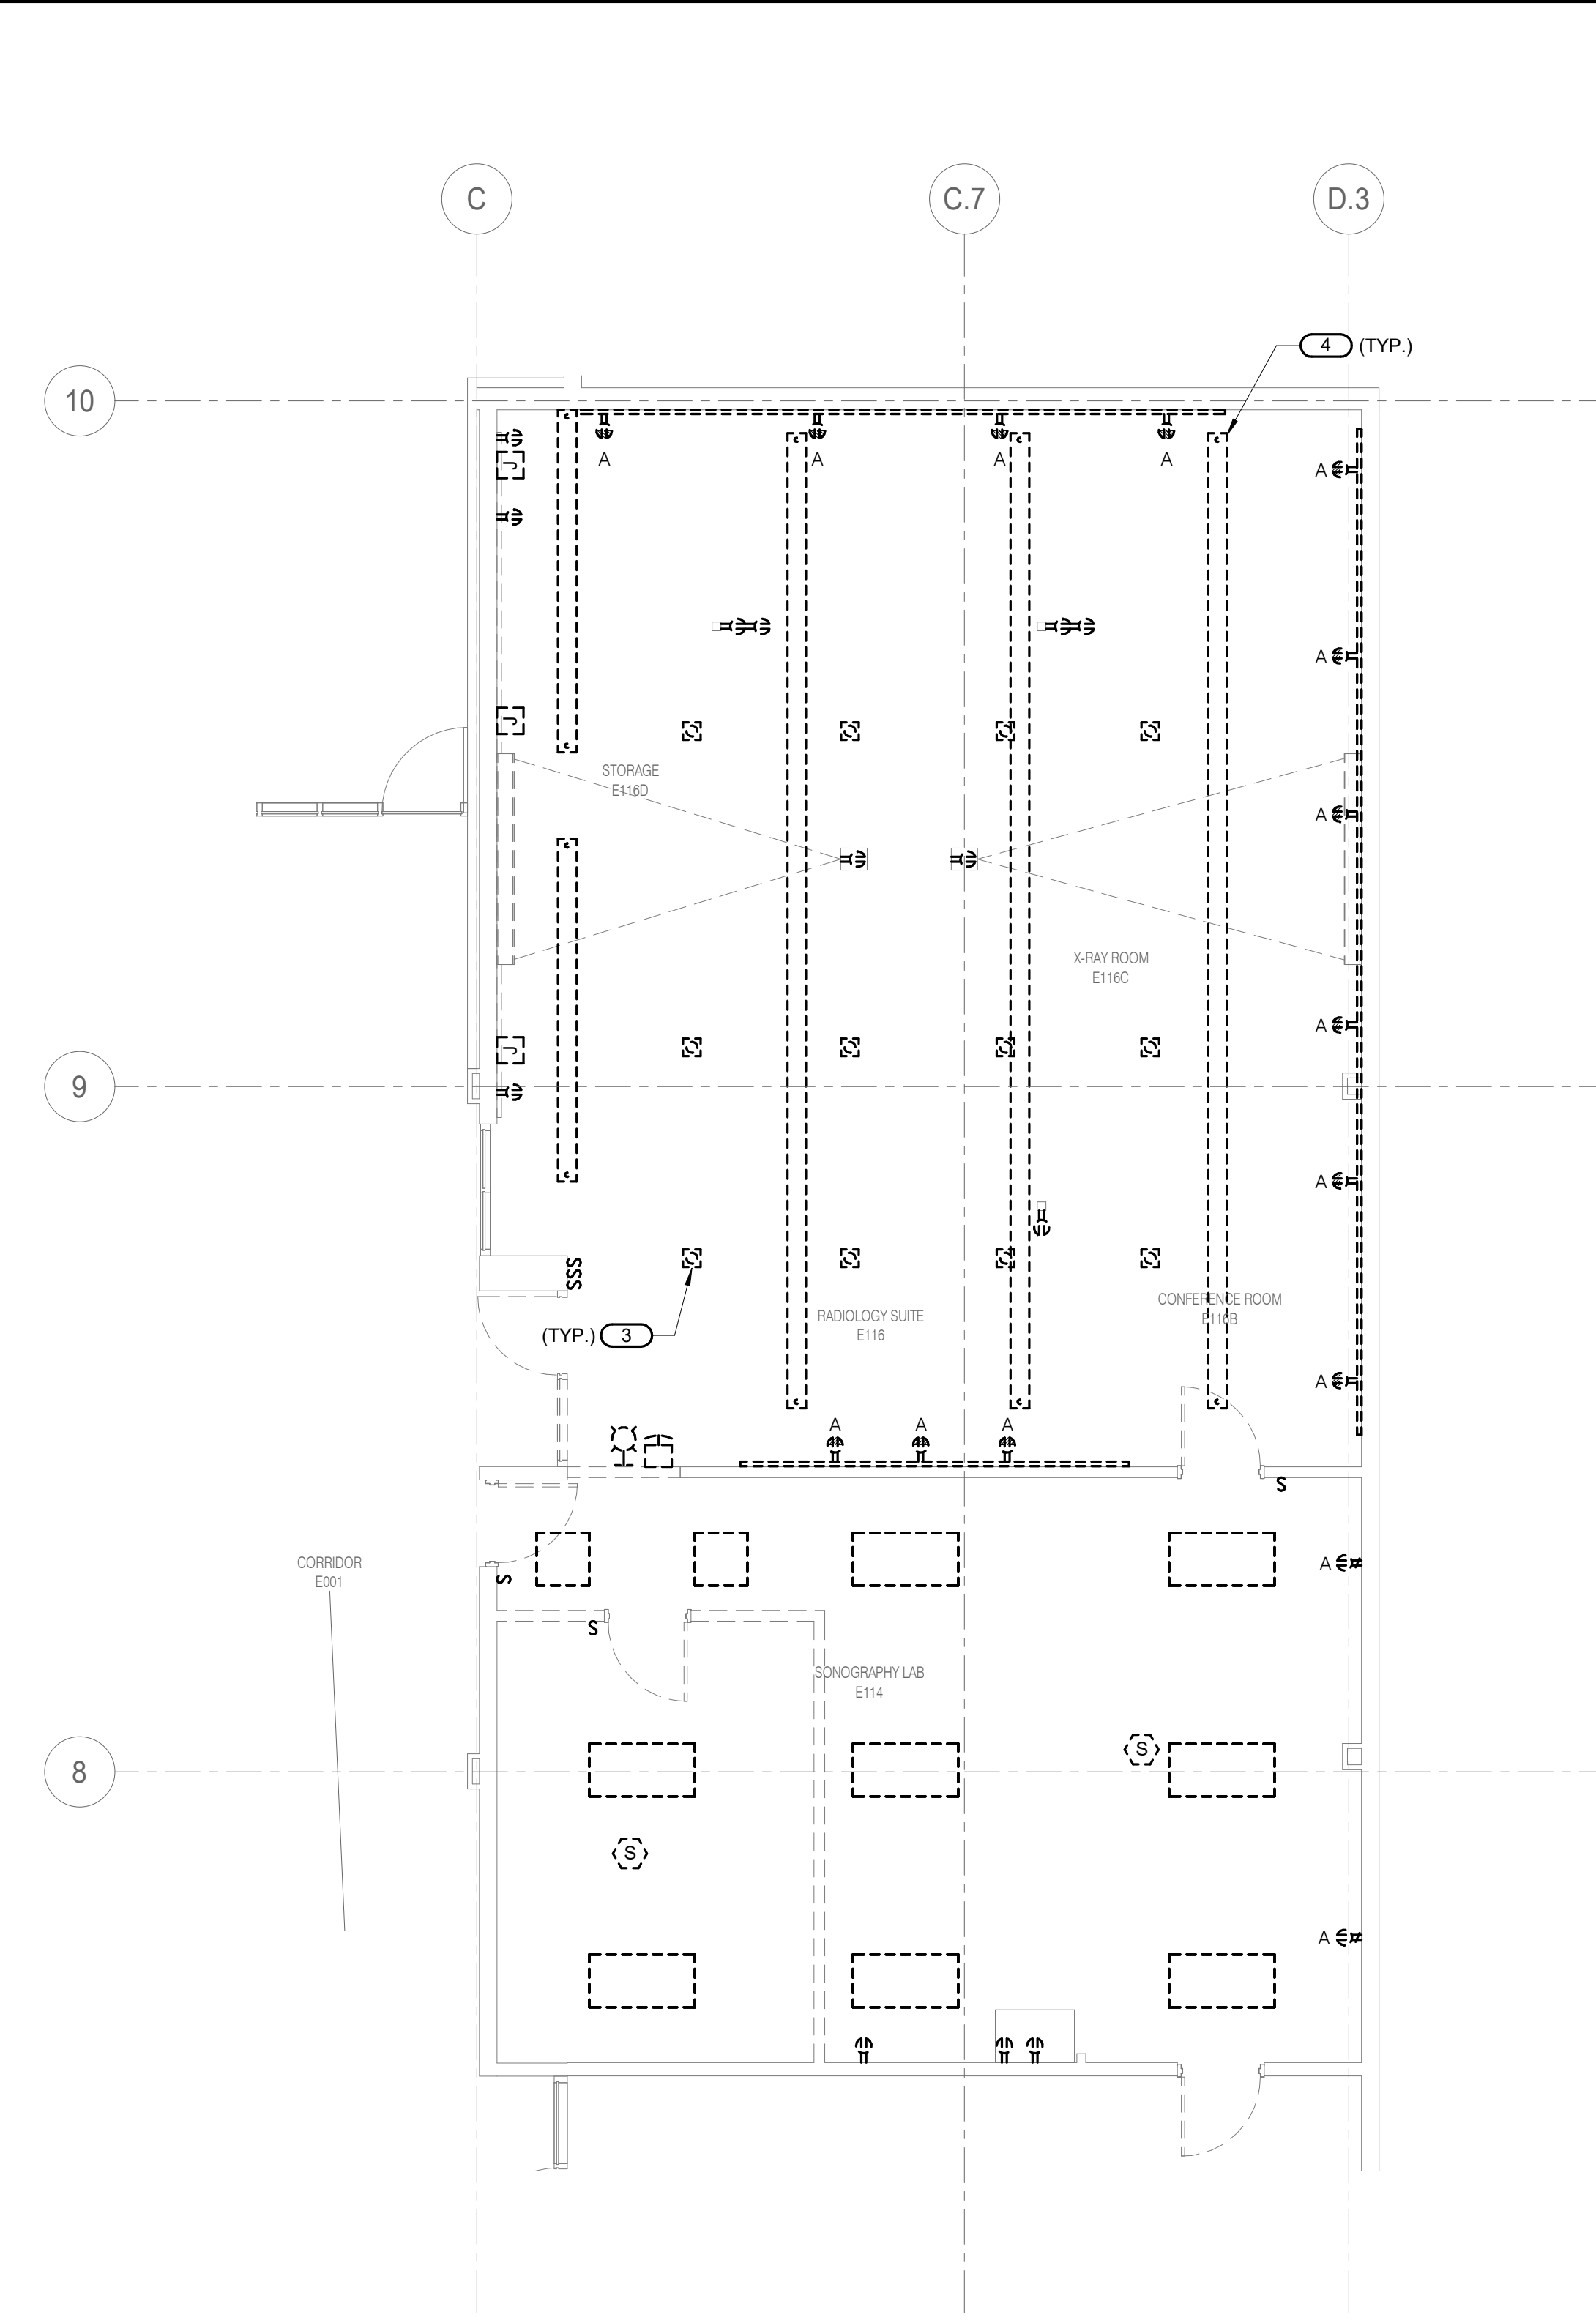 C
C.7
D.3
4 (TYP.)
10
A
A
A
A
A
J
A
J
STORAGE
E116D
A
X-RAY ROOM
E116C
A
J
9
A
SSS
CONFERENCE ROOM
E116B
RADIOLOGY SUITE
E116
(TYP.) 3
A
A
A
A
S
CORRIDOR
E001
A
S
S
SONOGRAPHY LAB
E114
S
8
S
A